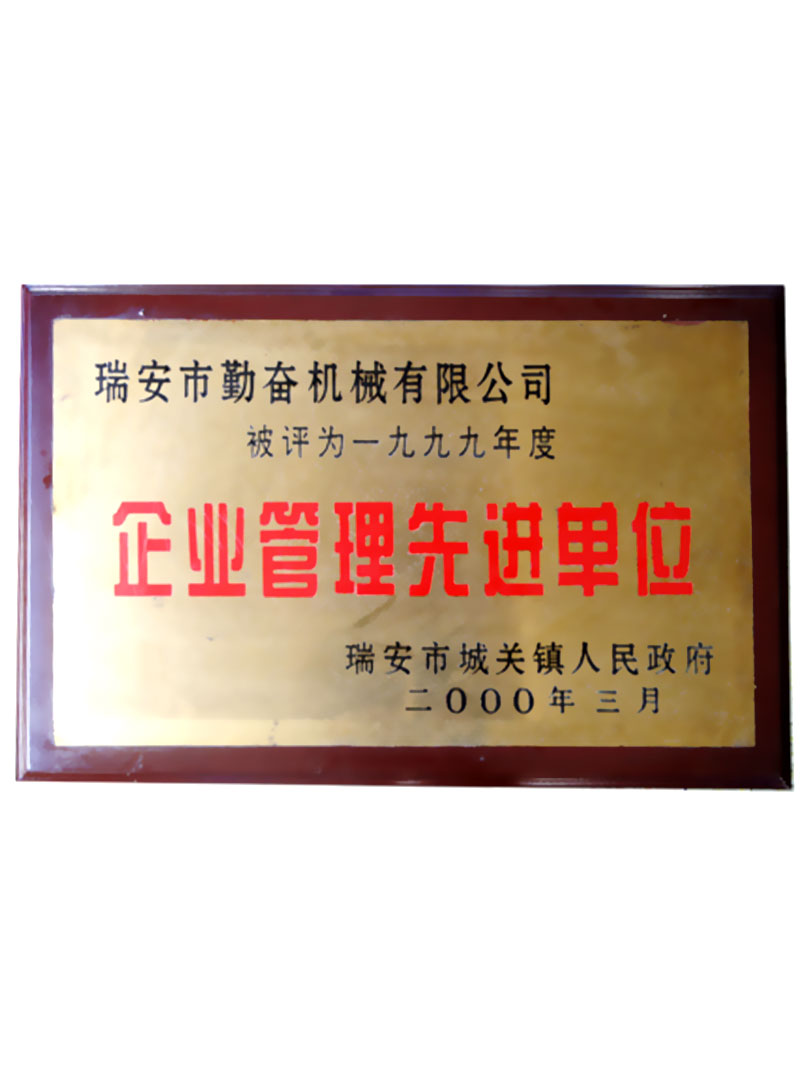 瑞安市勤奋机械有限公司
被评为一九九九年度
企业管理先进单位
瑞安市城关镇人民政府
二000年三月